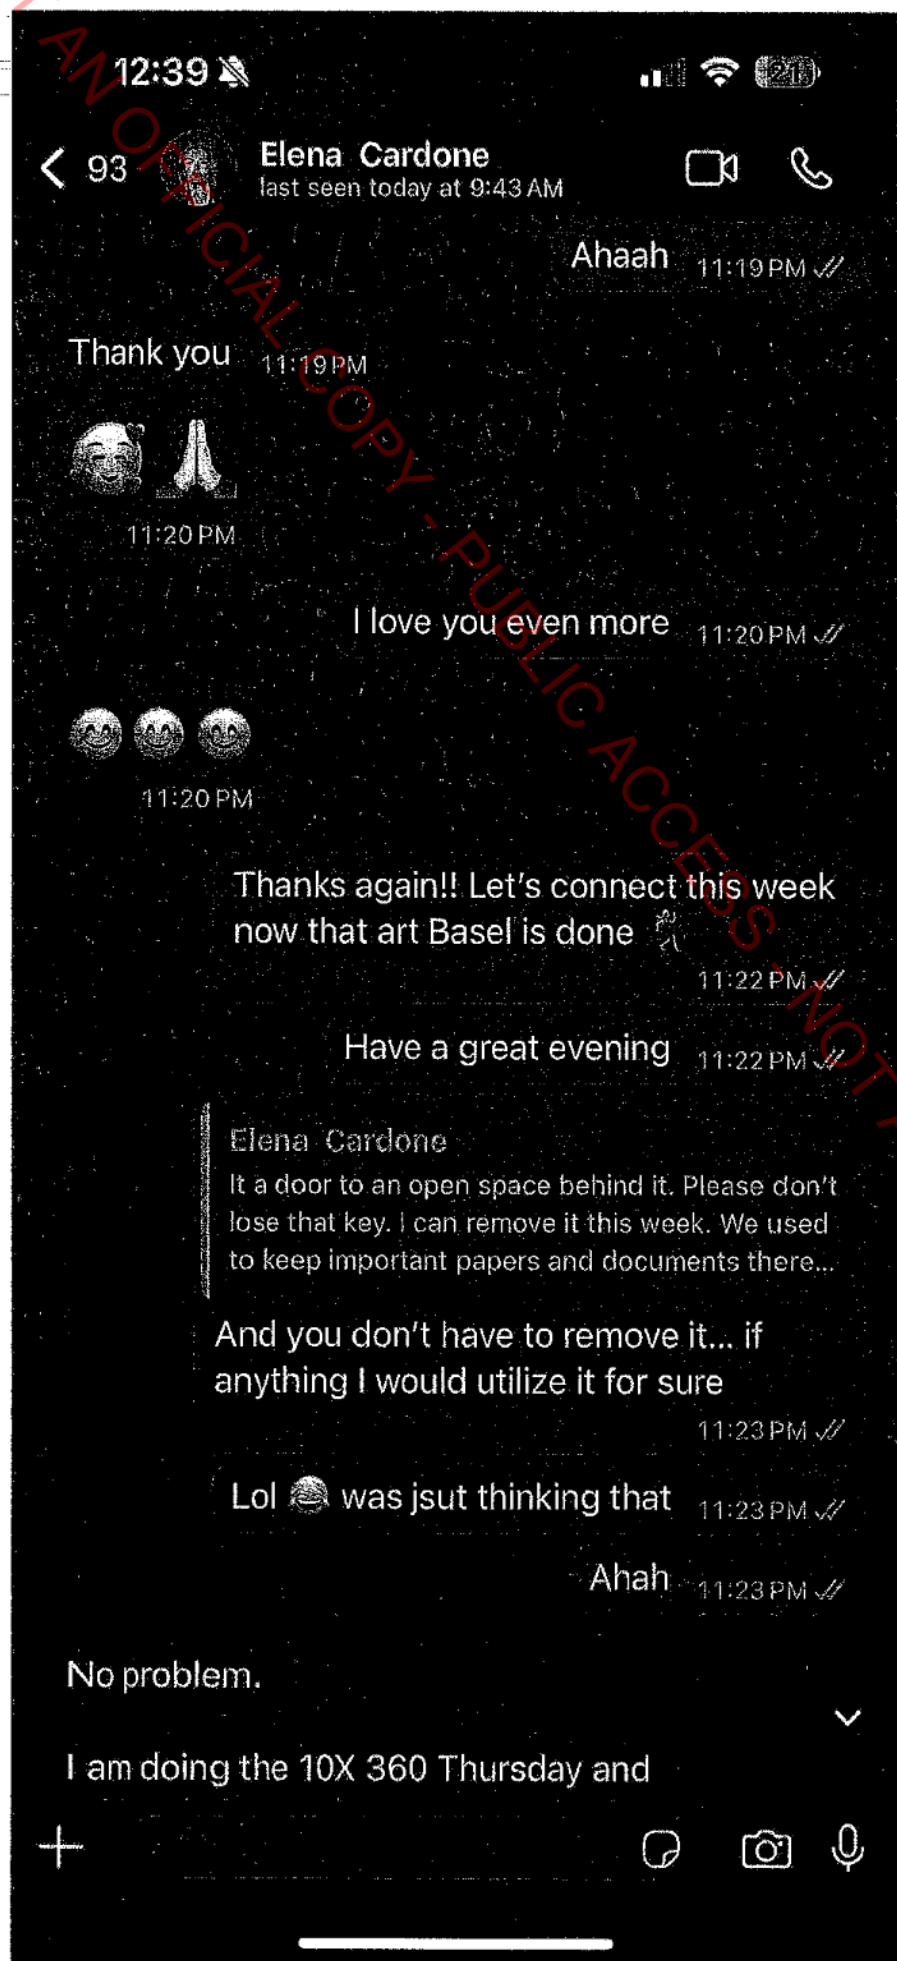 12:39
21
93
Elena Cardone
last seen today at 9:43 AM
Ahaah 11:19 PM
Thank you 11:19 PM
11:20 PM
I love you even more 11:20 PM
11:20 PM
Thanks again!! Let's connect this week
now that art Basel is done
11:22 PM
Have a great evening 11:22 PM
Elena Cardone
It a door to an open space behind it. Please don't
lose that key. I can remove it this week. We used
to keep important papers and documents there...
And you don't have to remove it... if
anything I would utilize it for sure
11:23 PM
Lol 😂 was jsut thinking that 11:23 PM
Ahah 11:23 PM
No problem.
I am doing the 10X 360 Thursday and
AN OFFICIAL COPY - PUBLIC ACCESS - NOT